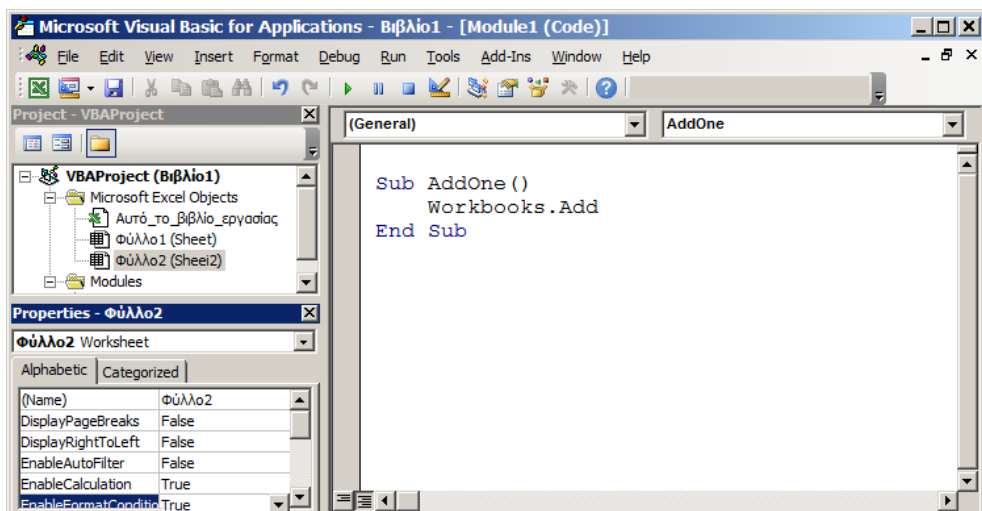 Microsoft Visual Basic for Applications - Βιβλίο1 - [Module1 (Code)]
File Edit View Insert Format Debug Run Tools Add-Ins Window Help
Project - VBAProject
VBAProject (Βιβλίο1)
Microsoft Excel Objects
Αυτό_το_βιβλίο_εργασίας
Φύλλο1 (Sheet)
Φύλλο2 (Sheei2)
Modules
Properties - Φύλλο2
Φύλλο2 Worksheet
Alphabetic Categorized
(Name) Φύλλο2
DisplayPageBreaks False
DisplayRightToLeft False
EnableAutoFilter False
EnableCalculation True
EnableFormatConditio True
(General) AddOne
Sub AddOne()
Workbooks.Add
End Sub